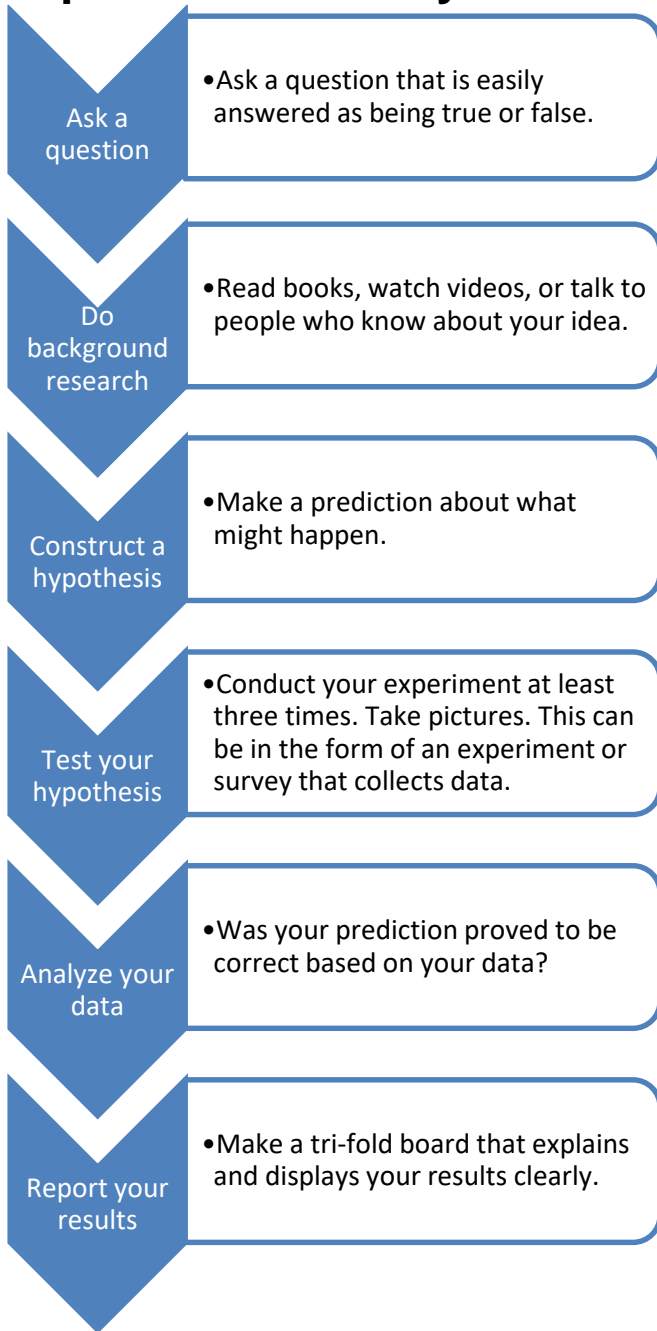 Ask a
question
•Ask a question that is easily
answered as being true or false.
Do
background
research
•Read books, watch videos, or talk to
people who know about your idea.
Construct a
hypothesis
•Make a prediction about what
might happen.
Test your
hypothesis
•Conduct your experiment at least
three times. Take pictures. This can
be in the form of an experiment or
survey that collects data.
Analyze your
data
•Was your prediction proved to be
correct based on your data?
Report your
results
•Make a tri-fold board that explains
and displays your results clearly.